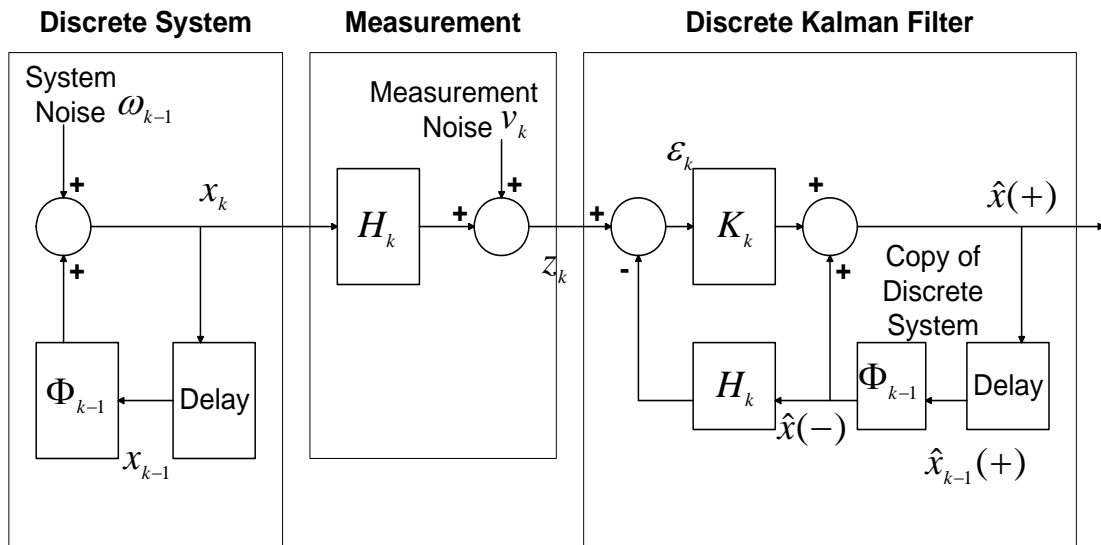 Discrete System
Measurement
Discrete Kalman Filter
System
Noise ω_{k−1}
+
x_k
+
Φ_{k−1}
Delay
x_{k−1}
Measurement
Noise v_k
+
H_k
+
z_k
+
-
ε_k
K_k
+
+
x̂(+)
Copy of
Discrete
System
H_k
x̂(−)
Φ_{k−1}
Delay
x̂_{k−1}(+)